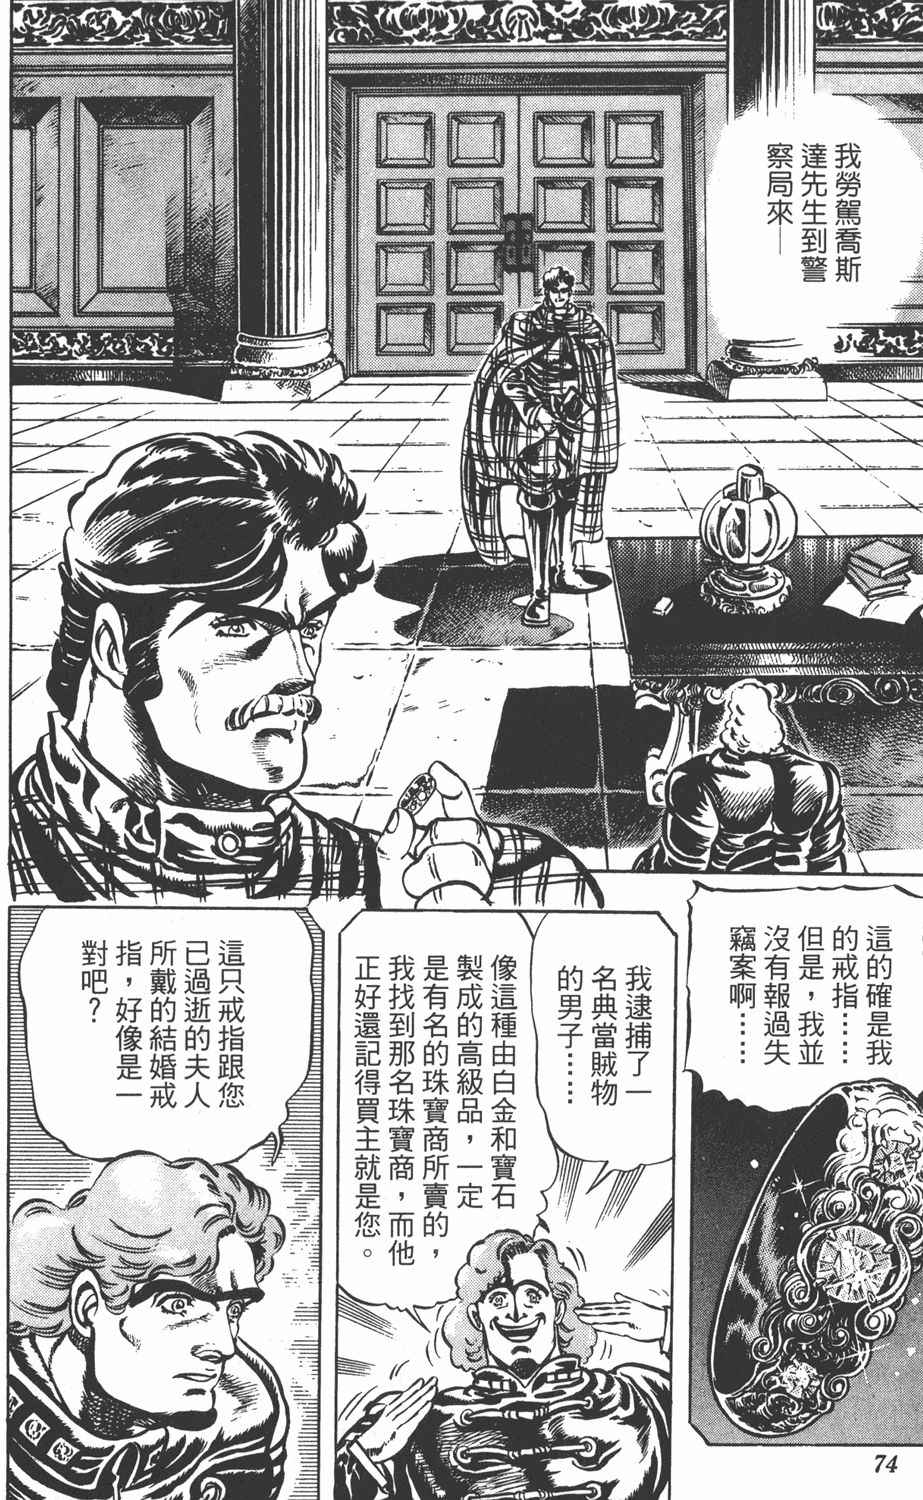 我勞駕喬斯
達先生到警
察局來—
這的確是我
的戒指……
但是，我並
沒有報過失
竊案啊……
我逮捕了一
名典當賊物
的男子……
像這種由白金和寶石
製成的高級品，一定
是有名的珠寶商所賣的，
我找到那名珠寶商，而他
正好還記得買主就是您。
這只戒指跟您
已過逝的夫人
所戴的結婚戒
指，好像是一
對吧？
74